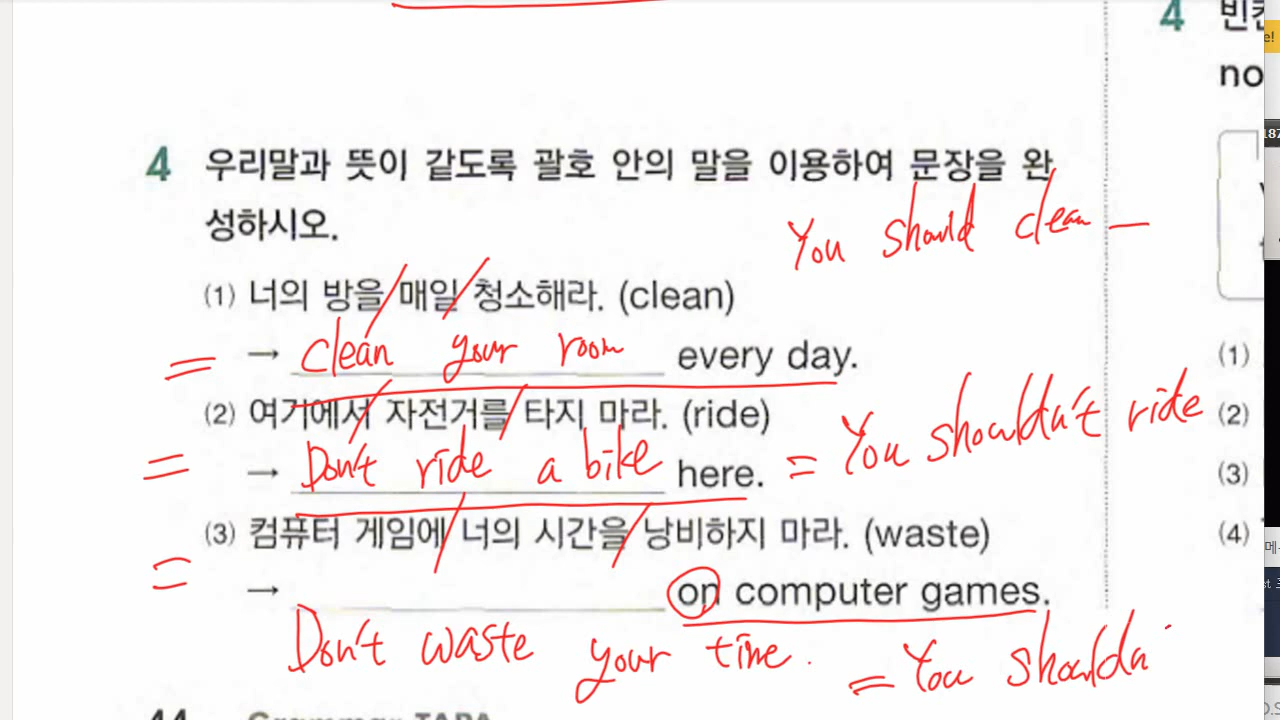 4 우리말과 뜻이 같도록 괄호 안의 말을 이용하여 문장을 완
성하시오.
You should clean —
(1) 너의 방을 / 매일 / 청소해라. (clean)
= → clean your room every day.
(2) 여기에서 / 자전거를 / 타지 마라. (ride)
= → Don't ride a bike here. = You shouldn't ride
(3) 컴퓨터 게임에 / 너의 시간을 / 낭비하지 마라. (waste)
= → on computer games.
Don't waste your time. = You shouldn
4
no
(1)
(2)
(3)
(4)